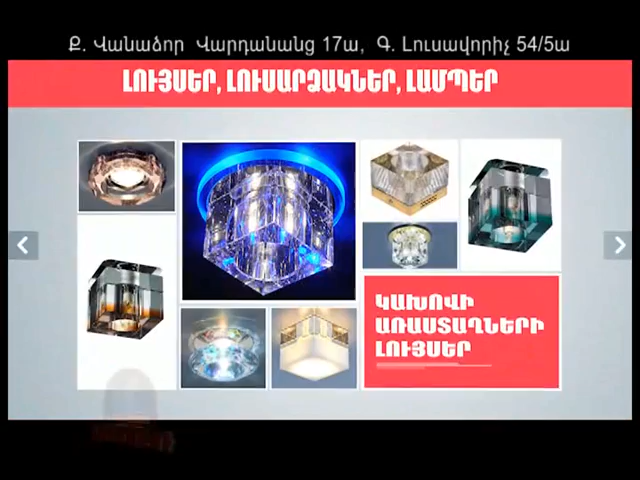 Ք. Վանաձոր  Վարդանանց 17ա,  Գ. Լուսավորիչ 54/5ա
ԼՈՒՅՍԵՐ, ԼՈՒՍԱՐՁԱԿՆԵՐ, ԼԱՄՊԵՐ
ԿԱԽՈՎԻ
ԱՌԱՍՏԱՂՆԵՐԻ
ԼՈՒՅՍԵՐ